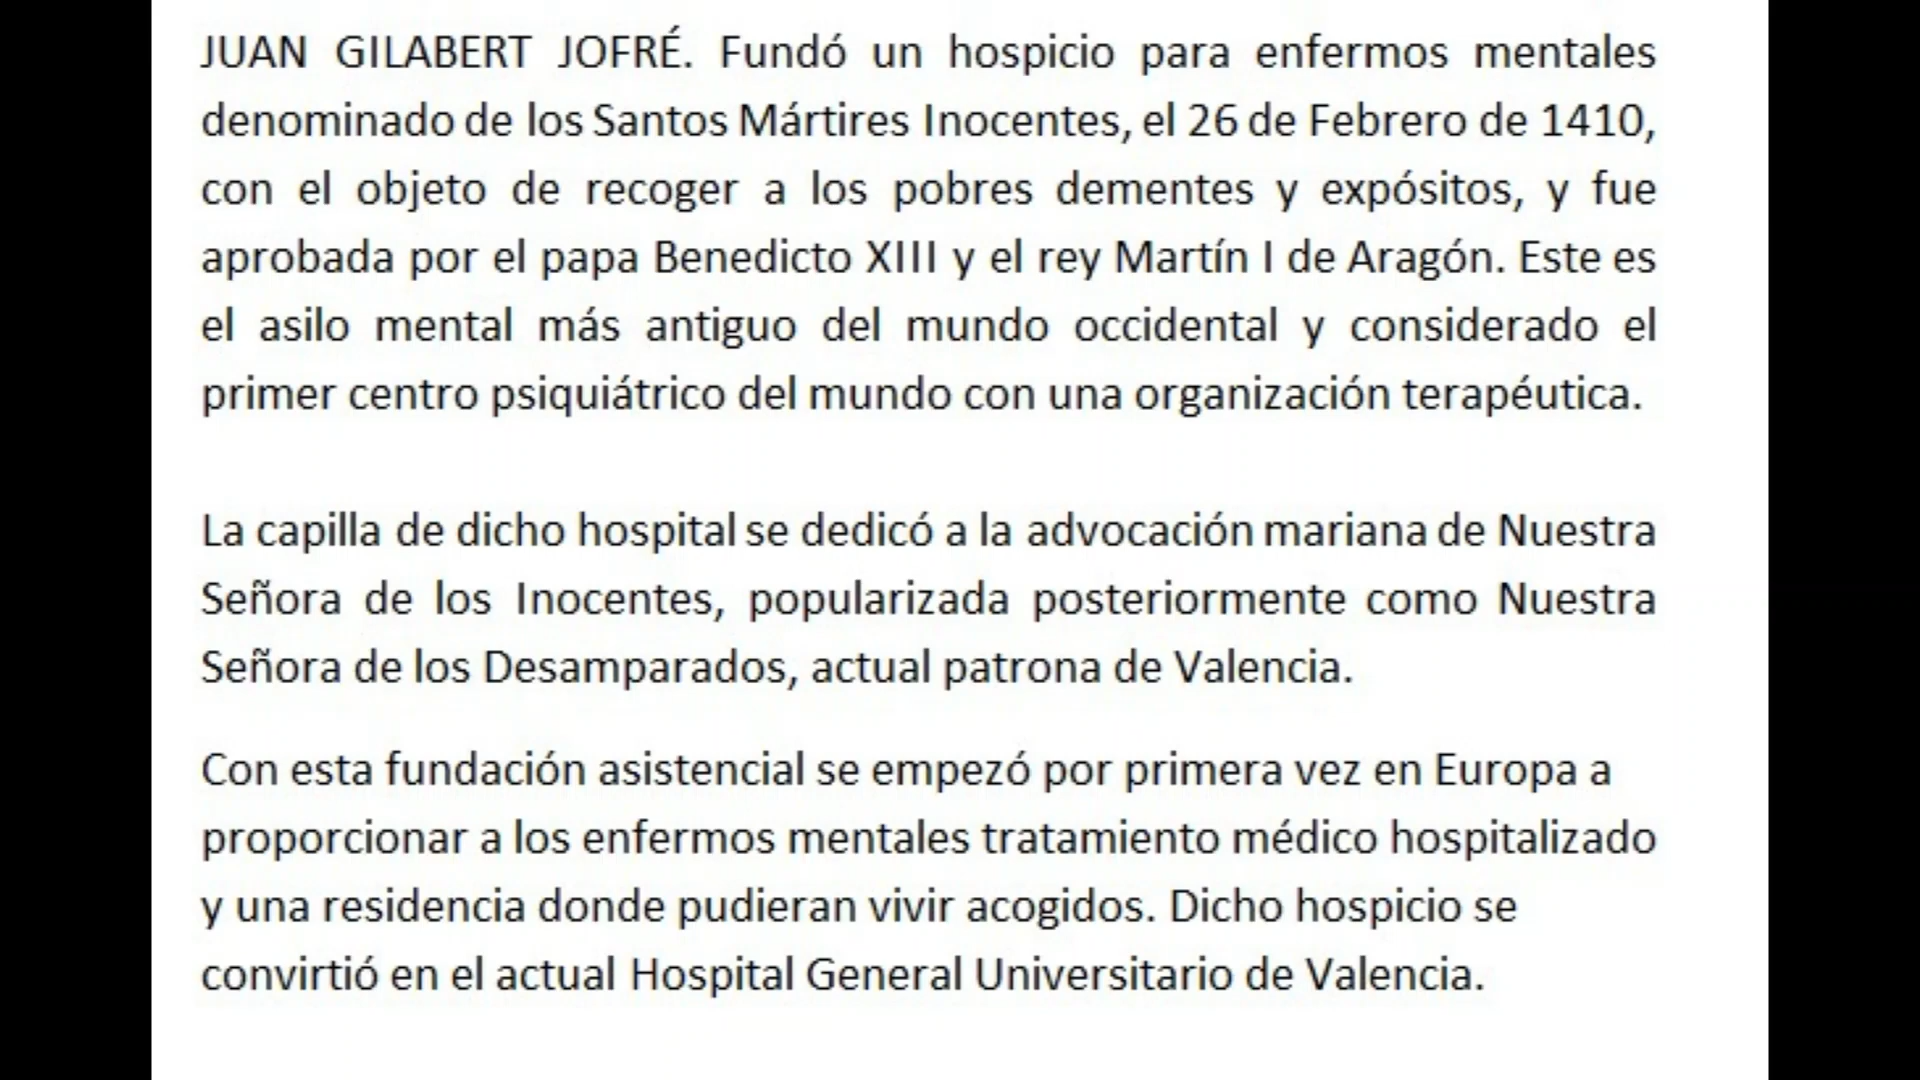 JUAN GILABERT JOFRÉ. Fundó un hospicio para enfermos mentales
denominado de los Santos Mártires Inocentes, el 26 de Febrero de 1410,
con el objeto de recoger a los pobres dementes y expósitos, y fue
aprobada por el papa Benedicto XIII y el rey Martín I de Aragón. Este es
el asilo mental más antiguo del mundo occidental y considerado el
primer centro psiquiátrico del mundo con una organización terapéutica.
La capilla de dicho hospital se dedicó a la advocación mariana de Nuestra
Señora de los Inocentes, popularizada posteriormente como Nuestra
Señora de los Desamparados, actual patrona de Valencia.
Con esta fundación asistencial se empezó por primera vez en Europa a
proporcionar a los enfermos mentales tratamiento médico hospitalizado
y una residencia donde pudieran vivir acogidos. Dicho hospicio se
convirtió en el actual Hospital General Universitario de Valencia.